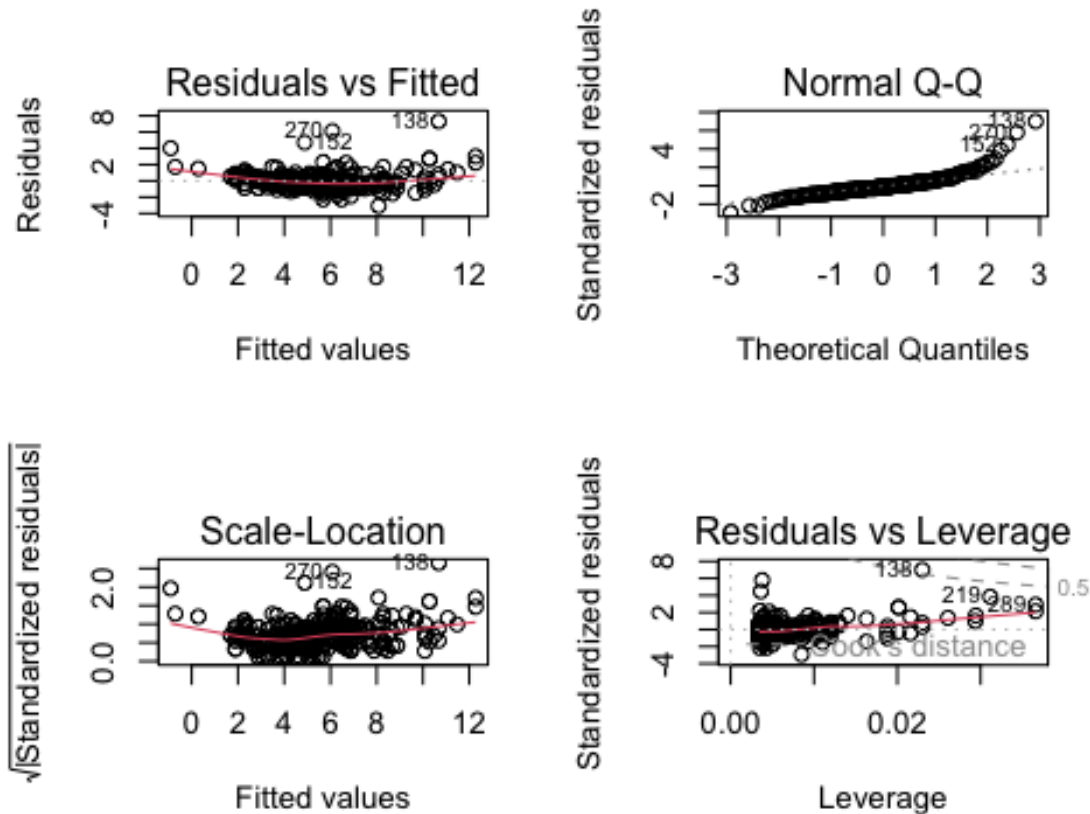 Residuals vs Fitted
Residuals
8
2
-4
270
152
138
0 2 4 6 8 12
Fitted values
Normal Q-Q
Standardized residuals
4
-2
138
270
152
-3 -1 0 1 2 3
Theoretical Quantiles
Scale-Location
√|Standardized residuals|
2.0
0.0
270
152
138
0 2 4 6 8 12
Fitted values
Residuals vs Leverage
Standardized residuals
8
2
-4
138
219
289
0.5
Cook's distance
0.00 0.02
Leverage